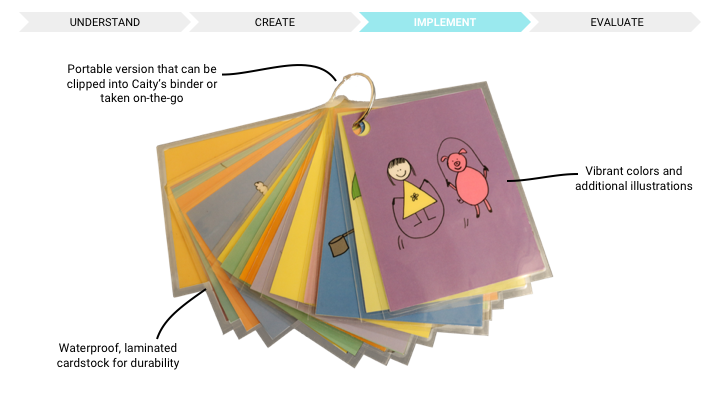 UNDERSTAND
CREATE
IMPLEMENT
EVALUATE
Portable version that can be
clipped into Caity's binder or
taken on-the-go
Vibrant colors and
additional illustrations
Waterproof, laminated
cardstock for durability